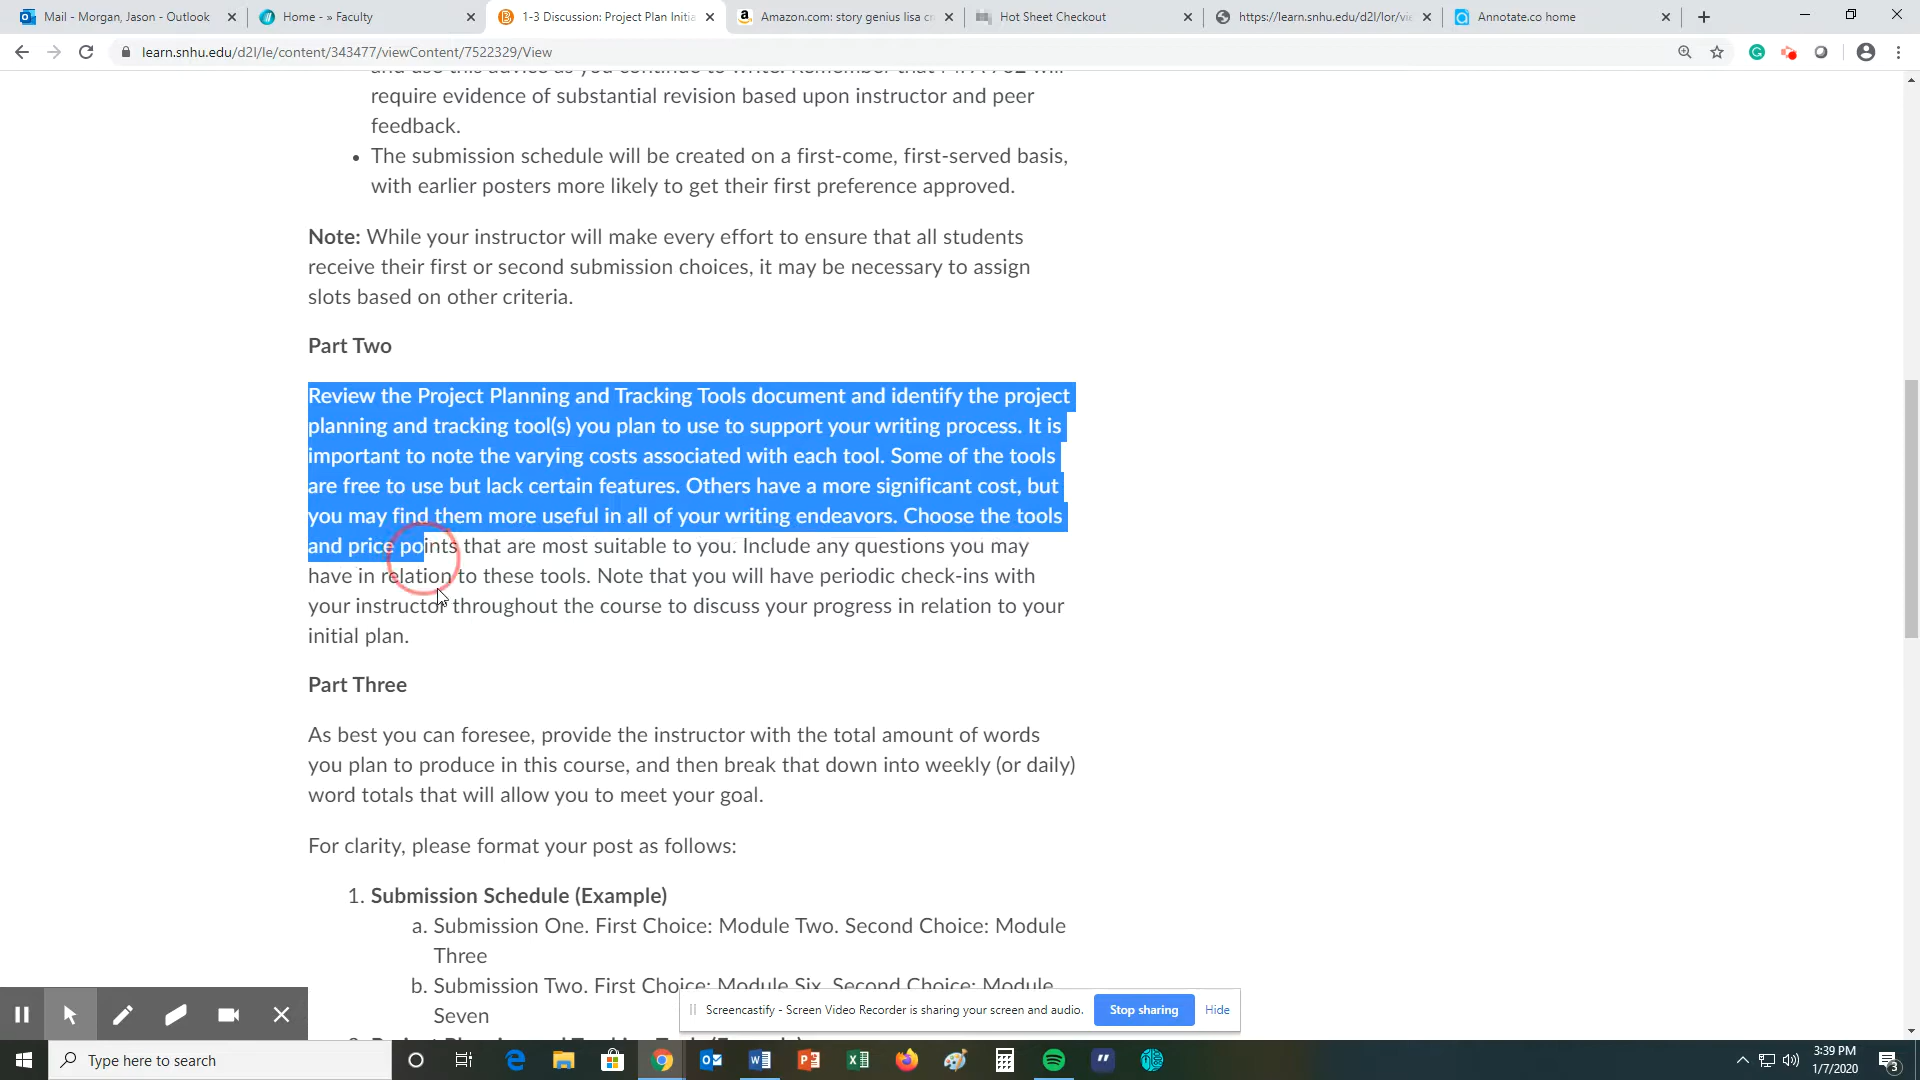 Mail - Morgan, Jason - Outlook
Home - » Faculty
1-3 Discussion: Project Plan Initia
Amazon.com: story genius lisa cr
Hot Sheet Checkout
https://learn.snhu.edu/d2l/lor/vie
Annotate.co home
learn.snhu.edu/d2l/le/content/343477/viewContent/7522329/View
and use this advice as you continue to write. Remember that MFA 702 will
require evidence of substantial revision based upon instructor and peer
feedback.
• The submission schedule will be created on a first-come, first-served basis,
with earlier posters more likely to get their first preference approved.
Note: While your instructor will make every effort to ensure that all students
receive their first or second submission choices, it may be necessary to assign
slots based on other criteria.
Part Two
Review the Project Planning and Tracking Tools document and identify the project
planning and tracking tool(s) you plan to use to support your writing process. It is
important to note the varying costs associated with each tool. Some of the tools
are free to use but lack certain features. Others have a more significant cost, but
you may find them more useful in all of your writing endeavors. Choose the tools
and price points that are most suitable to you. Include any questions you may
have in relation to these tools. Note that you will have periodic check-ins with
your instructor throughout the course to discuss your progress in relation to your
initial plan.
Part Three
As best you can foresee, provide the instructor with the total amount of words
you plan to produce in this course, and then break that down into weekly (or daily)
word totals that will allow you to meet your goal.
For clarity, please format your post as follows:
1. Submission Schedule (Example)
a. Submission One. First Choice: Module Two. Second Choice: Module
Three
b. Submission Two. First Choice: Module Six. Second Choice: Module
Seven
Screencastify - Screen Video Recorder is sharing your screen and audio.
Stop sharing
Hide
Type here to search
3:39 PM
1/7/2020
3